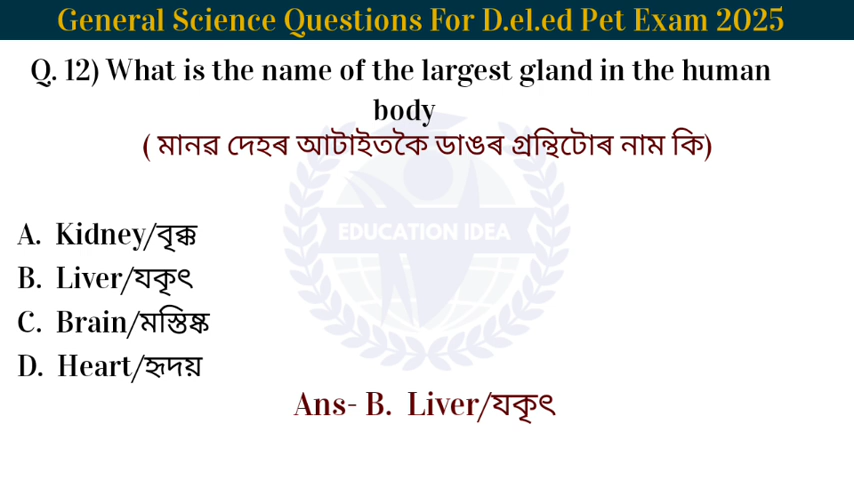 General Science Questions For D.el.ed Pet Exam 2025
Q. 12) What is the name of the largest gland in the human
body
( মানৱ দেহৰ আটাইতকৈ ডাঙৰ গ্ৰন্থিটোৰ নাম কি)
EDUCATION IDEA
A. Kidney/বৃক্ক
B. Liver/যকৃৎ
C. Brain/মস্তিষ্ক
D. Heart/হৃদয়
Ans- B. Liver/যকৃৎ